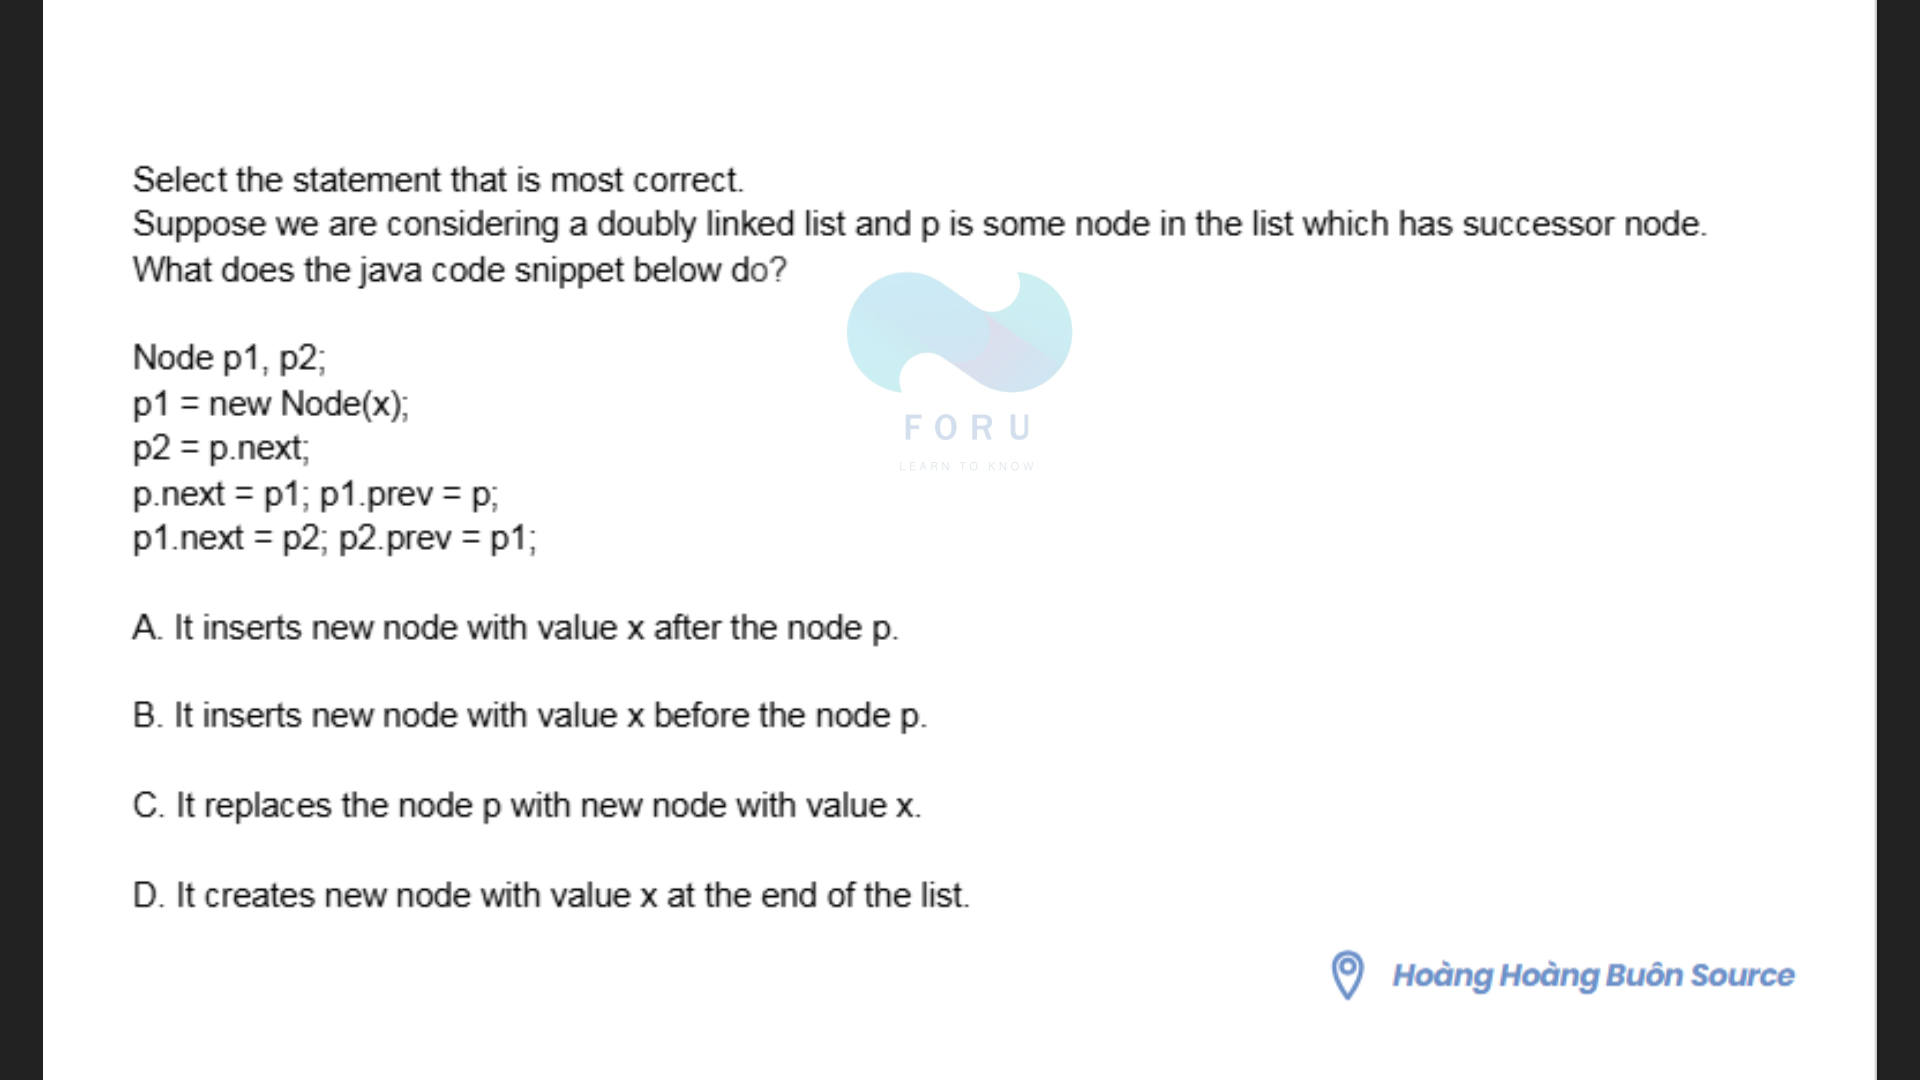 Select the statement that is most correct.
Suppose we are considering a doubly linked list and p is some node in the list which has successor node.
What does the java code snippet below do?
Node p1, p2;
p1 = new Node(x);
p2 = p.next;
p.next = p1; p1.prev = p;
p1.next = p2; p2.prev = p1;
FORU
LEARN TO KNOW
A. It inserts new node with value x after the node p.
B. It inserts new node with value x before the node p.
C. It replaces the node p with new node with value x.
D. It creates new node with value x at the end of the list.
Hoàng Hoàng Buôn Source